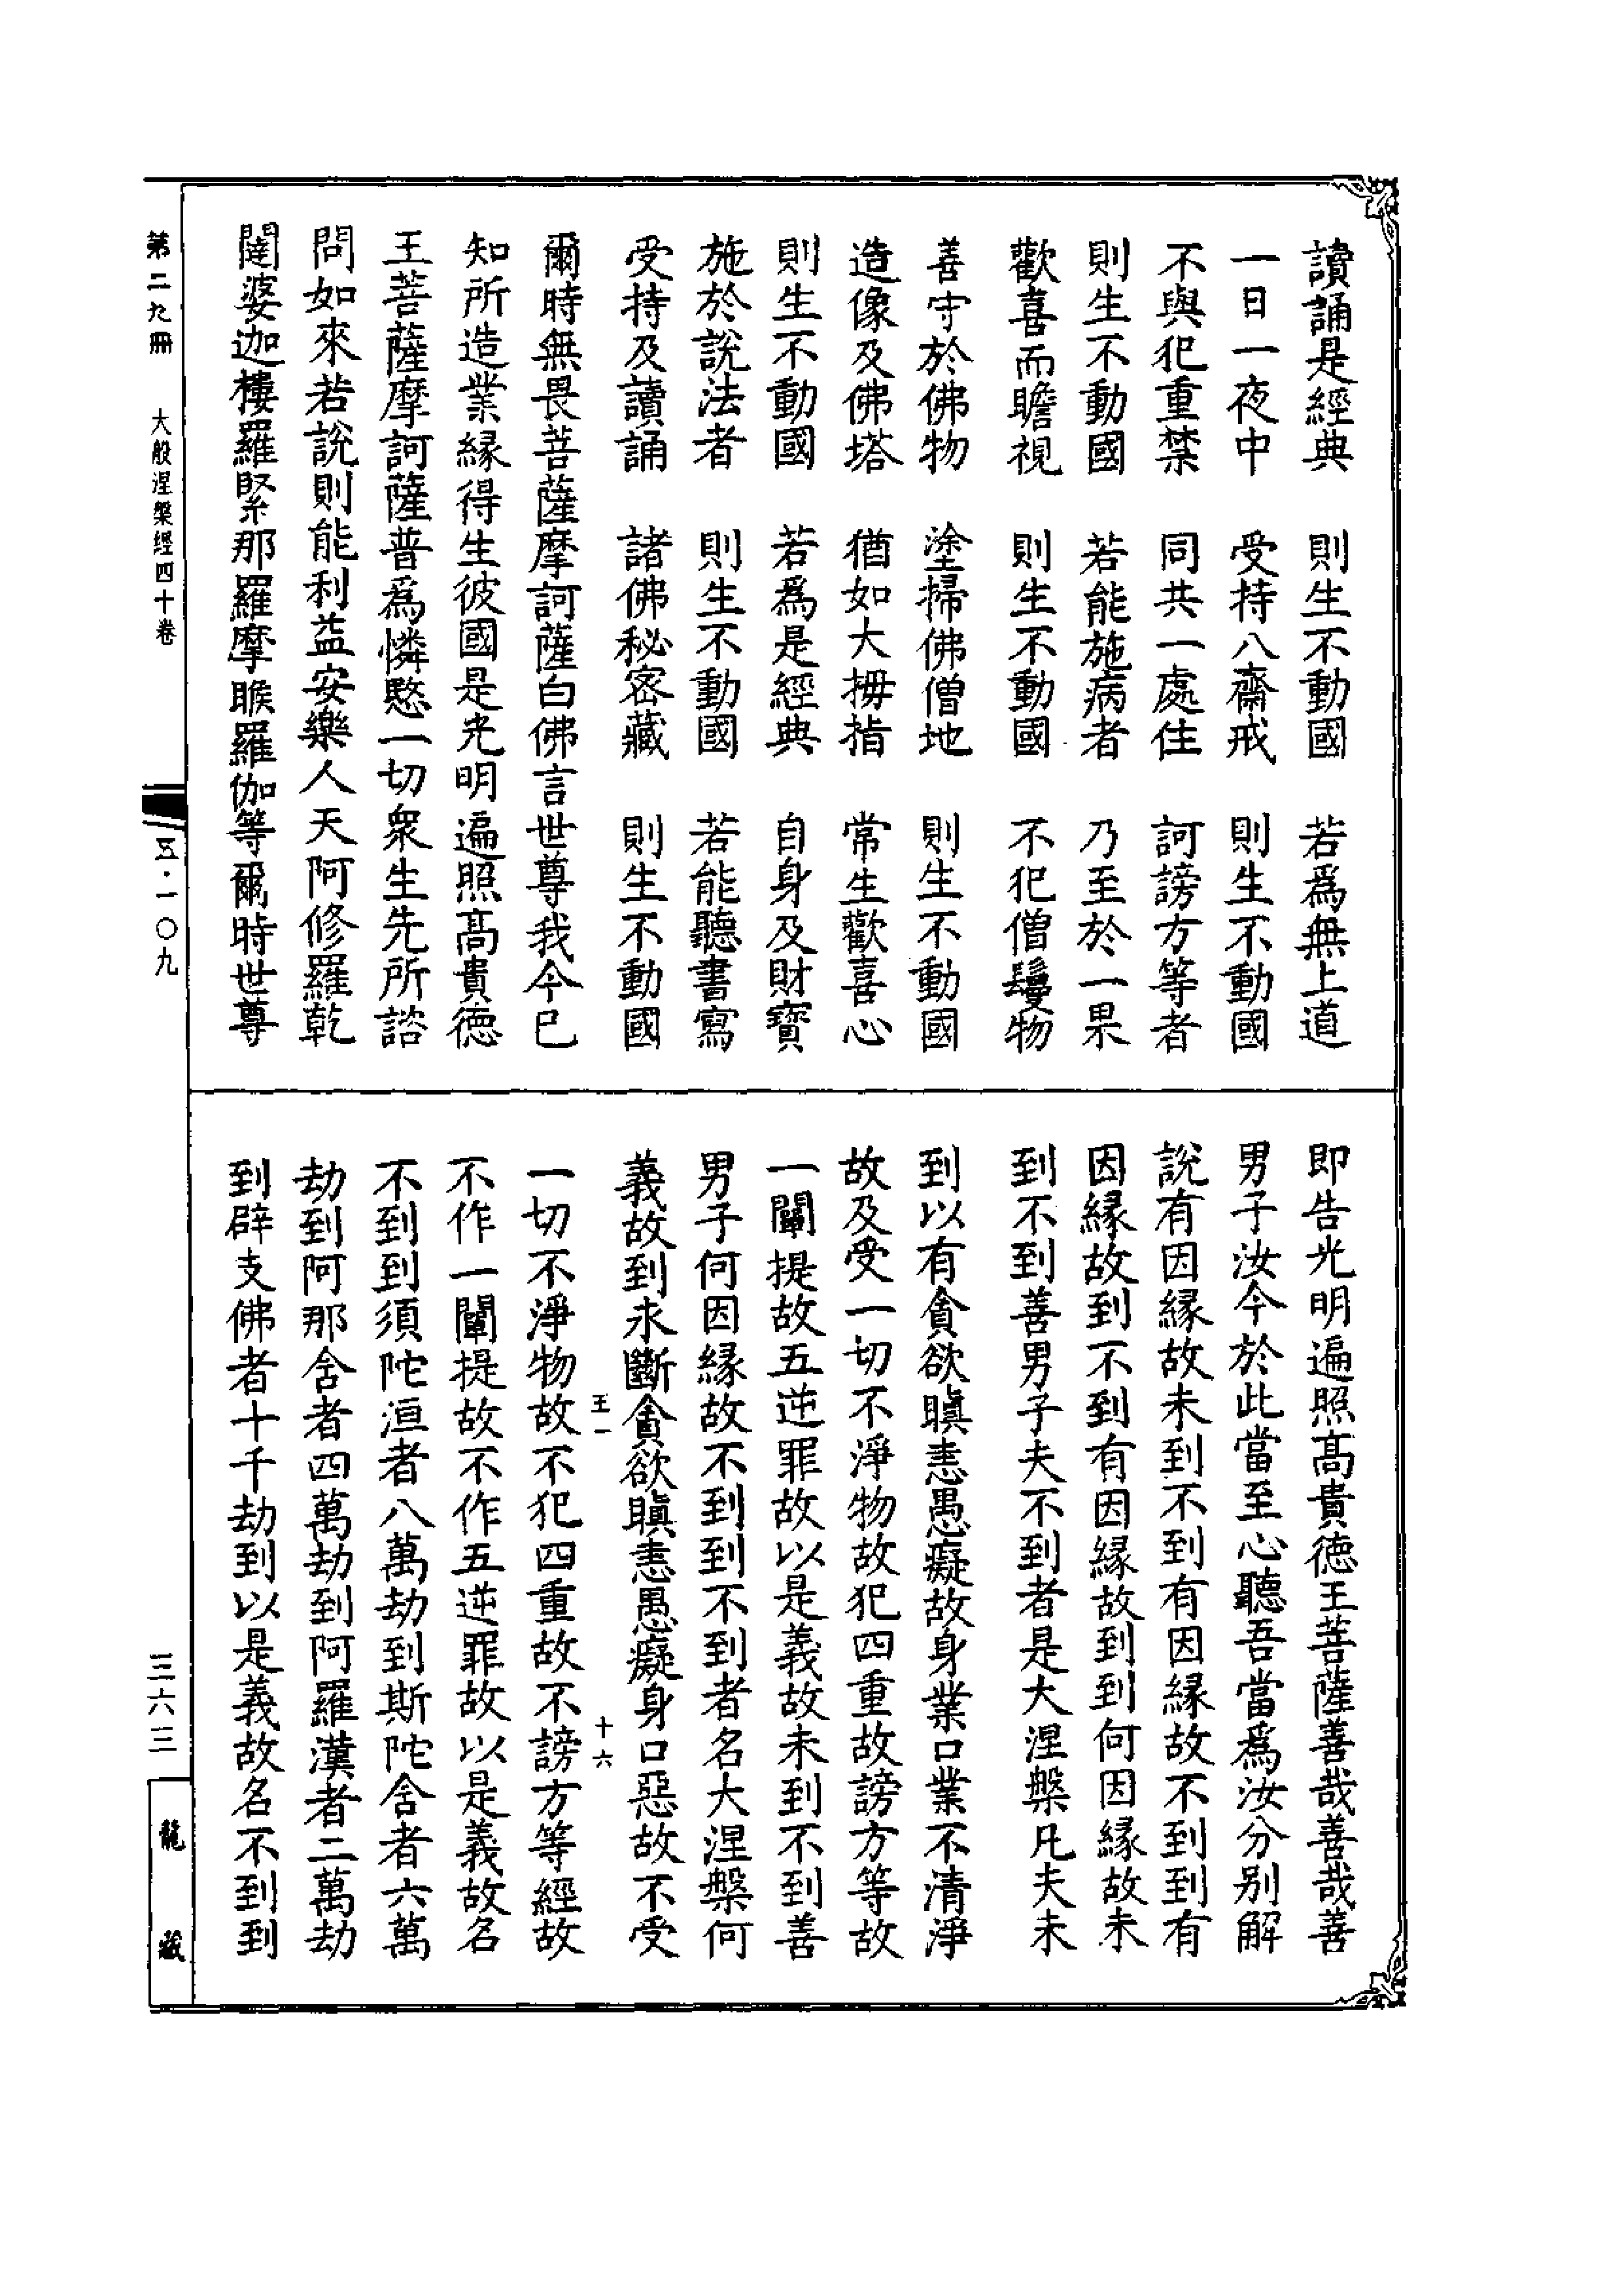 讀誦是經典　則生不動國　若爲無上道
一日一夜中　受持八齋戒　則生不動國
不與犯重禁　同共一處住　訶謗方等者
則生不動國　若能施病者　乃至於一果
歡喜而瞻視　則生不動國　不犯僧鬘物
善守於佛物　塗掃佛僧地　則生不動國
造像及佛塔　猶如大拇指　常生歡喜心
則生不動國　若爲是經典　自身及財寳
施於說法者　則生不動國　若能聽書寫
受持及讀誦　諸佛秘密藏　則生不動國
爾時無畏菩薩摩訶薩白佛言世尊我今已
知所造業緣得生彼國是光明遍照高貴德
王菩薩摩訶薩普爲憐愍一切衆生先所諮
問如來若說則能利益安樂人天阿修羅乾
闥婆迦樓羅緊那羅摩睺羅伽等爾時世尊
即告光明遍照高貴德王菩薩善哉善哉善
男子汝今於此當至心聽吾當爲汝分別解
說有因緣故未到不到有因緣故不到到有
因緣故到不到有因緣故到到何因緣故未
到不到善男子夫不到者是大涅槃凡夫未
到以有貪欲瞋恚愚癡故身業口業不清淨
故及受一切不淨物故犯四重故謗方等故
一闡提故五逆罪故以是義故未到不到善
男子何因緣故不到到不到者名大涅槃何
義故到永斷貪欲瞋恚愚癡身口惡故不受
王一　十六
一切不淨物故不犯四重故不謗方等經故
不作一闡提故不作五逆罪故以是義故名
不到到須陀洹者八萬劫到斯陀含者六萬
劫到阿那含者四萬劫到阿羅漢者二萬劫
到辟支佛者十千劫到以是義故名不到到
第二九冊　大般涅槃經四十卷　五·一〇九
三六三　龍藏